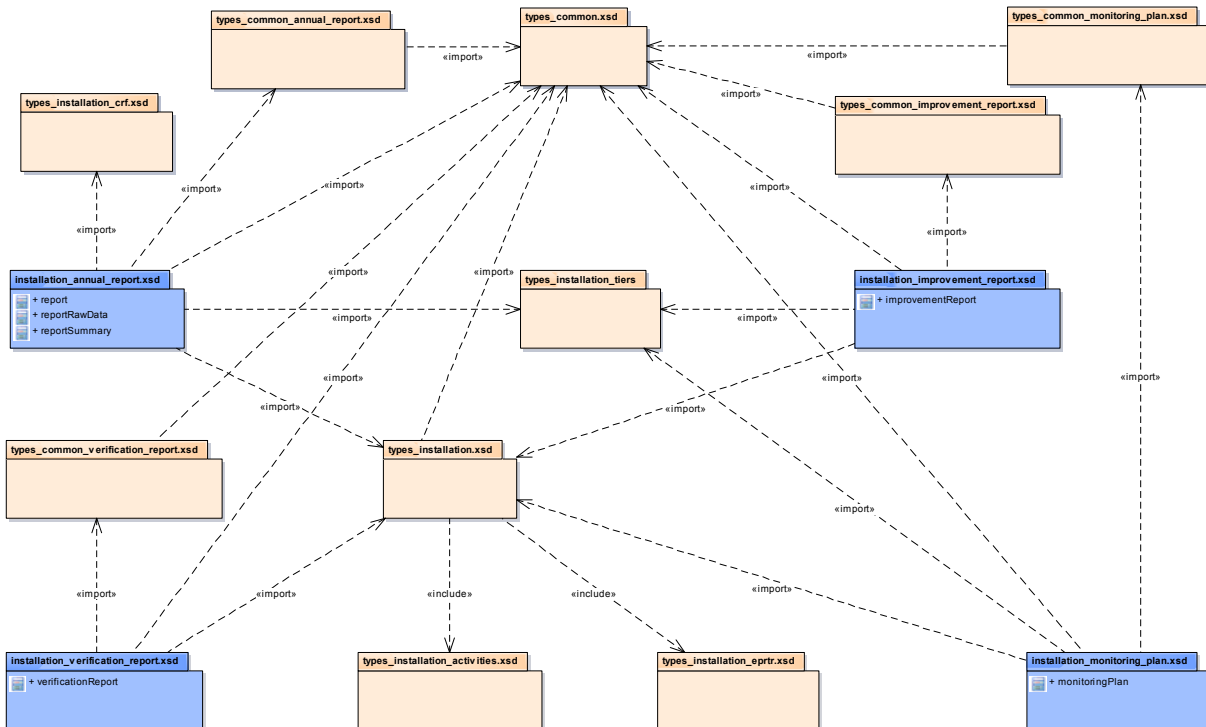 types_common_annual_report.xsd
types_common.xsd
types_common_monitoring_plan.xsd
«import»
«import»
types_installation_crf.xsd
«import»
types_common_improvement_report.xsd
«import»
«import»
«import»
«import»
«import»
«import»
«import»
«import»
installation_annual_report.xsd
+ report
+ reportRawData
+ reportSummary
types_installation_tiers
installation_improvement_report.xsd
+ improvementReport
«import»
«import»
«import»
«import»
«import»
«import»
«import»
types_common_verification_report.xsd
types_installation.xsd
«import»
«import»
«import»
«include»
«include»
«import»
installation_verification_report.xsd
+ verificationReport
types_installation_activities.xsd
types_installation_eprtr.xsd
installation_monitoring_plan.xsd
+ monitoringPlan